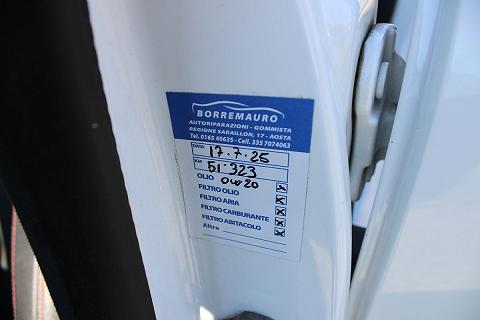 BORREMAURO
AUTORIPARAZIONI - GOMMISTA
REGIONE SARAILLON, 17 - AOSTA
Tel. 0165 40635 - Cell. 335 7074063
DATA 17.7.25
KM 51.323
OLIO 0W20
FILTRO OLIO
FILTRO ARIA
FILTRO CARBURANTE
FILTRO ABITACOLO
Altro